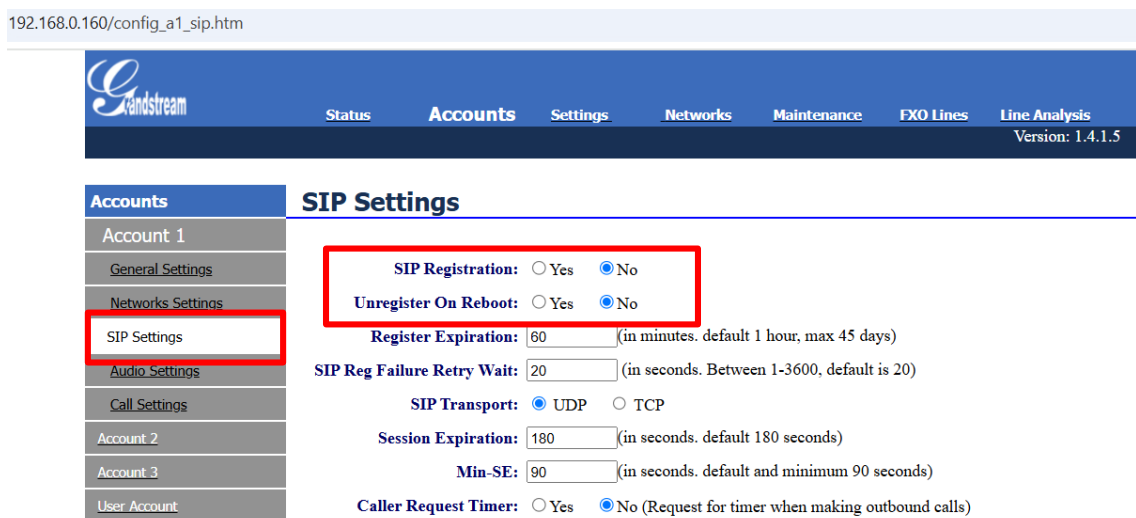 192.168.0.160/config_a1_sip.htm
Grandstream
Status Accounts Settings Networks Maintenance FXO Lines Line Analysis
Version: 1.4.1.5
Accounts
Account 1
General Settings
Networks Settings
SIP Settings
Audio Settings
Call Settings
Account 2
Account 3
User Account
SIP Settings
SIP Registration: Yes No
Unregister On Reboot: Yes No
Register Expiration: 60 (in minutes. default 1 hour, max 45 days)
SIP Reg Failure Retry Wait: 20 (in seconds. Between 1-3600, default is 20)
SIP Transport: UDP TCP
Session Expiration: 180 (in seconds. default 180 seconds)
Min-SE: 90 (in seconds. default and minimum 90 seconds)
Caller Request Timer: Yes No (Request for timer when making outbound calls)